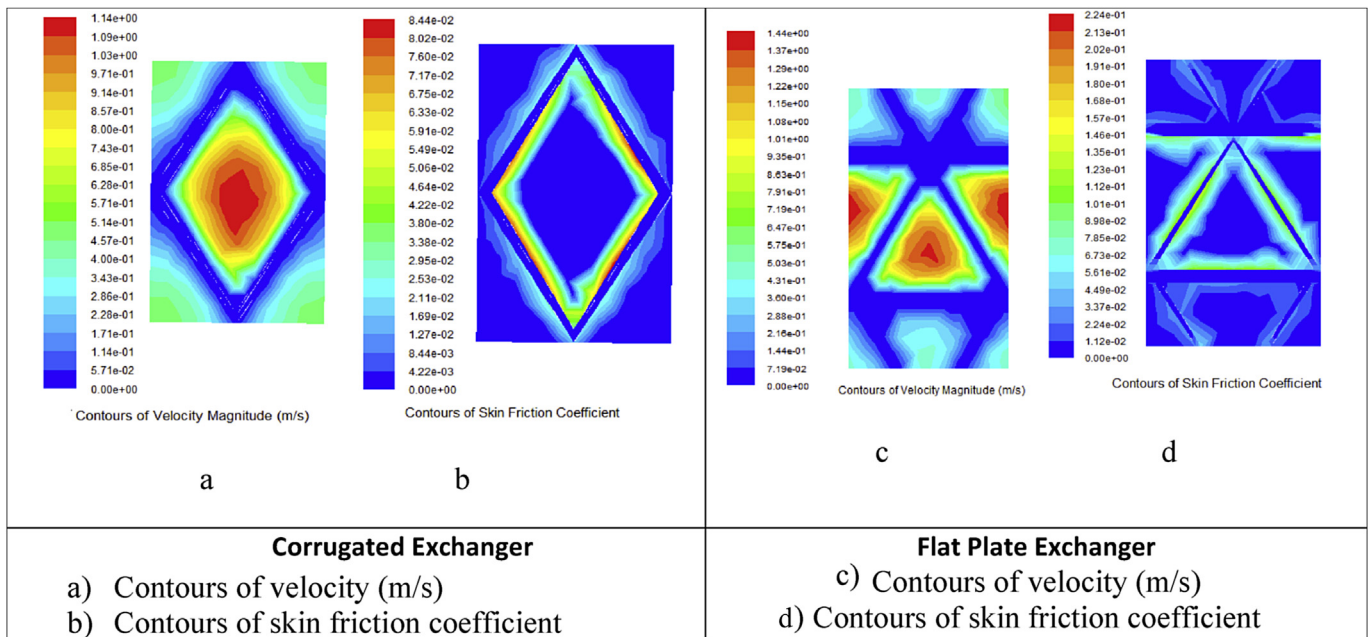 1.14e+00
1.09e+00
1.03e+00
9.71e-01
9.14e-01
8.57e-01
8.00e-01
7.43e-01
6.85e-01
6.28e-01
5.71e-01
5.14e-01
4.57e-01
4.00e-01
3.43e-01
2.86e-01
2.28e-01
1.71e-01
1.14e-01
5.71e-02
0.00e+00
Contours of Velocity Magnitude (m/s)
a
8.44e-02
8.02e-02
7.60e-02
7.17e-02
6.75e-02
6.33e-02
5.91e-02
5.49e-02
5.06e-02
4.64e-02
4.22e-02
3.80e-02
3.38e-02
2.95e-02
2.53e-02
2.11e-02
1.69e-02
1.27e-02
8.44e-03
4.22e-03
0.00e+00
Contours of Skin Friction Coefficient
b
1.44e+00
1.37e+00
1.29e+00
1.22e+00
1.15e+00
1.08e+00
1.01e+00
9.35e-01
8.63e-01
7.91e-01
7.19e-01
6.47e-01
5.75e-01
5.03e-01
4.31e-01
3.60e-01
2.88e-01
2.16e-01
1.44e-01
7.19e-02
0.00e+00
Contours of Velocity Magnitude (m/s)
c
2.24e-01
2.13e-01
2.02e-01
1.91e-01
1.80e-01
1.68e-01
1.57e-01
1.46e-01
1.35e-01
1.23e-01
1.12e-01
1.01e-01
8.98e-02
7.85e-02
6.73e-02
5.61e-02
4.49e-02
3.37e-02
2.24e-02
1.12e-02
0.00e+00
Contours of Skin Friction Coefficient
d
Corrugated Exchanger
a) Contours of velocity (m/s)
b) Contours of skin friction coefficient
Flat Plate Exchanger
c) Contours of velocity (m/s)
d) Contours of skin friction coefficient